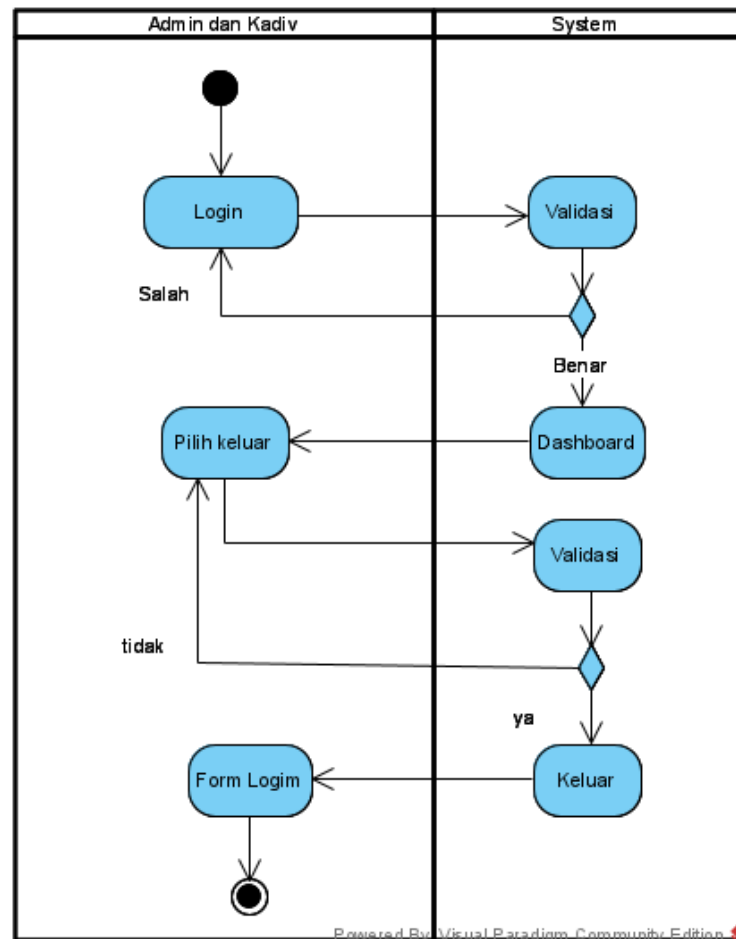 Admin dan Kadiv
System
Login
Validasi
Salah
Benar
Pilih keluar
Dashboard
Validasi
tidak
ya
Form Logim
Keluar
Powered By Visual Paradigm Community Edition